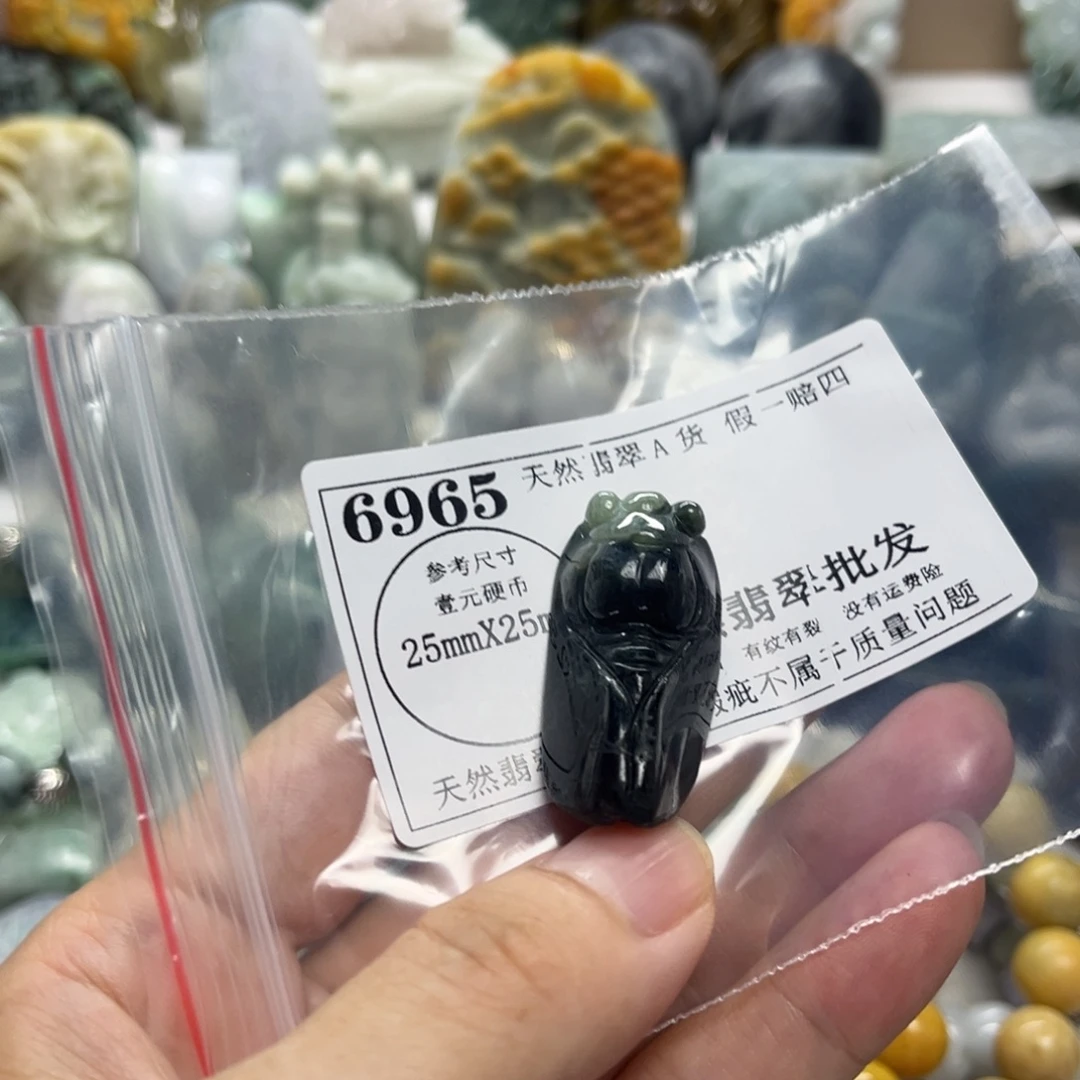 6965
天然翡翠A货 假一赔四
参考尺寸
壹元硬币
25mmX25
翡翠批发
有纹有裂 没有运费险
疵不属于质量问题
天然翡